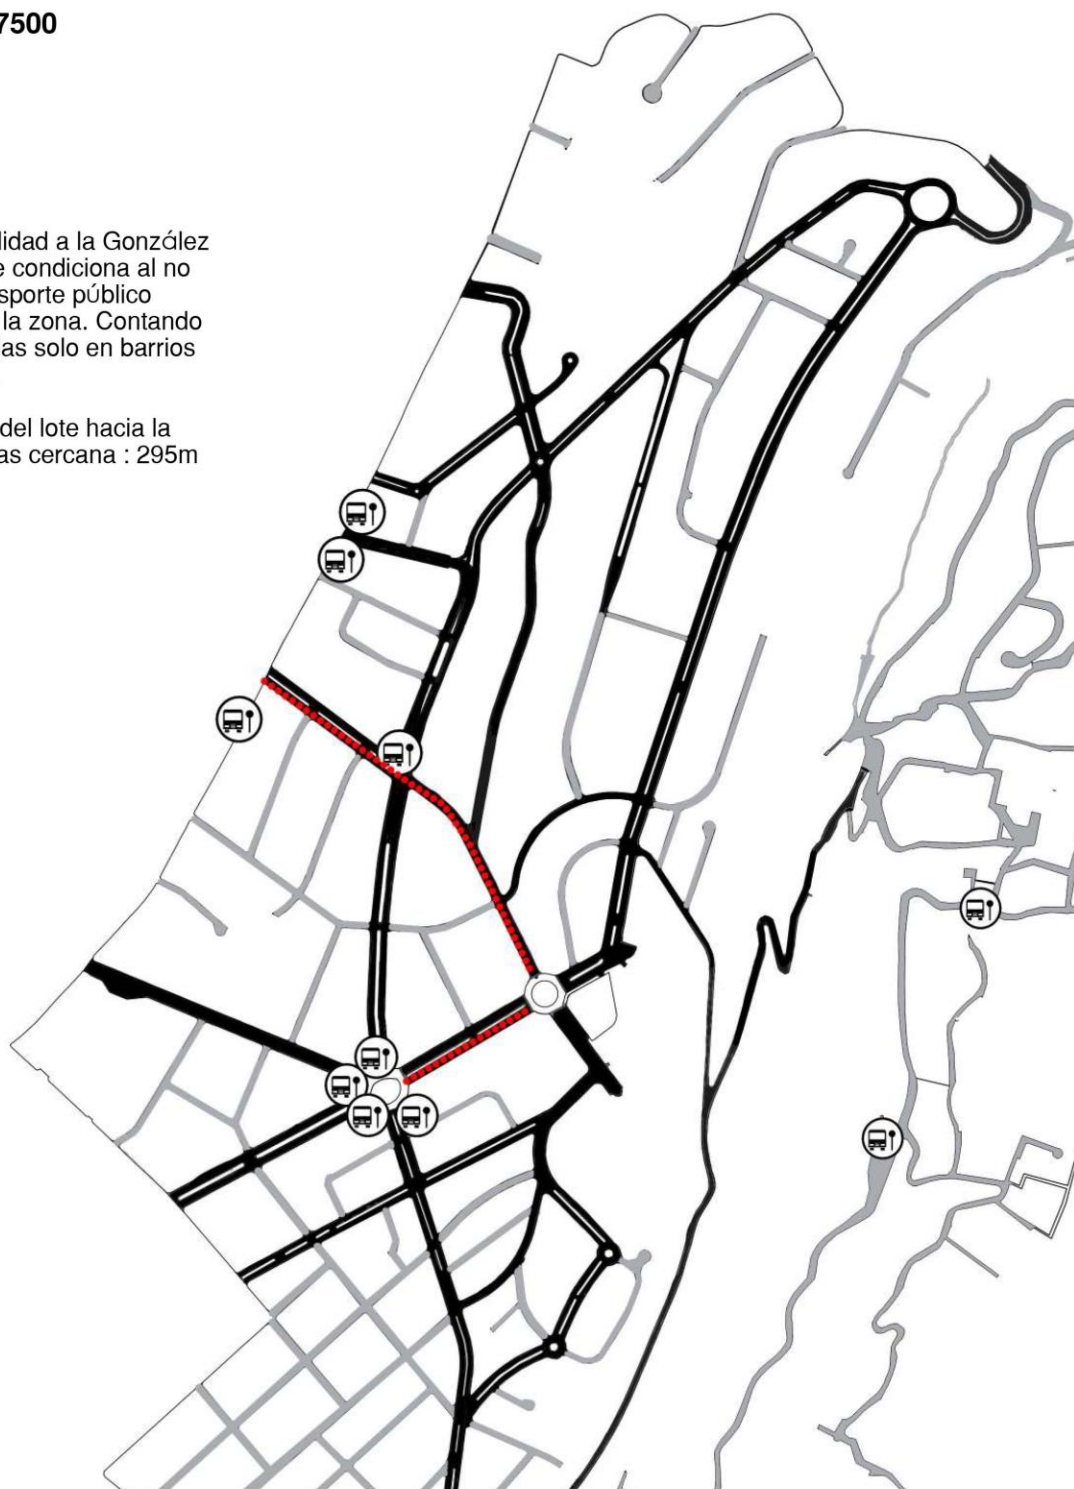 7500
lidad a la González
e condiciona al no
sporte público
la zona. Contando
as solo en barrios
del lote hacia la
as cercana : 295m